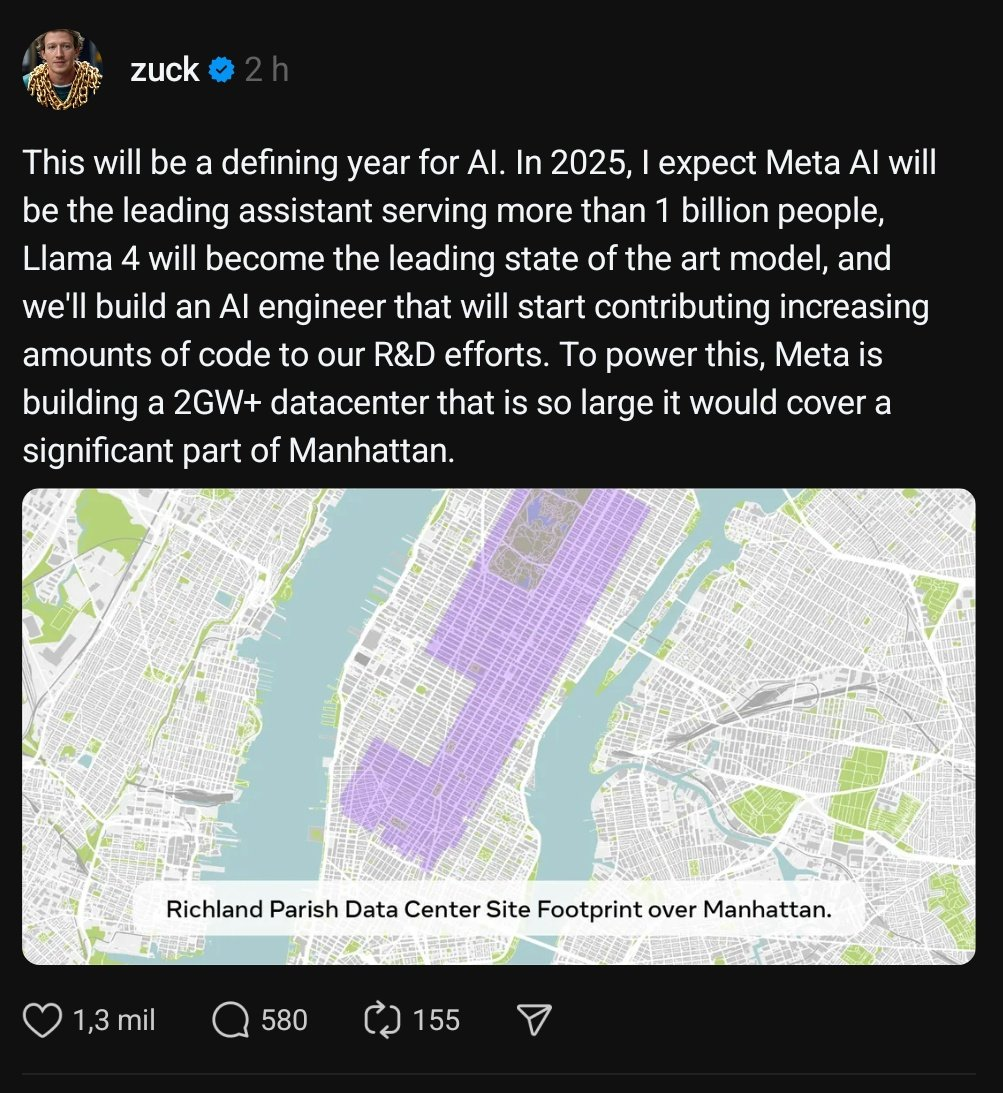 zuck 2 h
This will be a defining year for AI. In 2025, I expect Meta AI will
be the leading assistant serving more than 1 billion people,
Llama 4 will become the leading state of the art model, and
we'll build an AI engineer that will start contributing increasing
amounts of code to our R&D efforts. To power this, Meta is
building a 2GW+ datacenter that is so large it would cover a
significant part of Manhattan.
Richland Parish Data Center Site Footprint over Manhattan.
1,3 mil 580 155